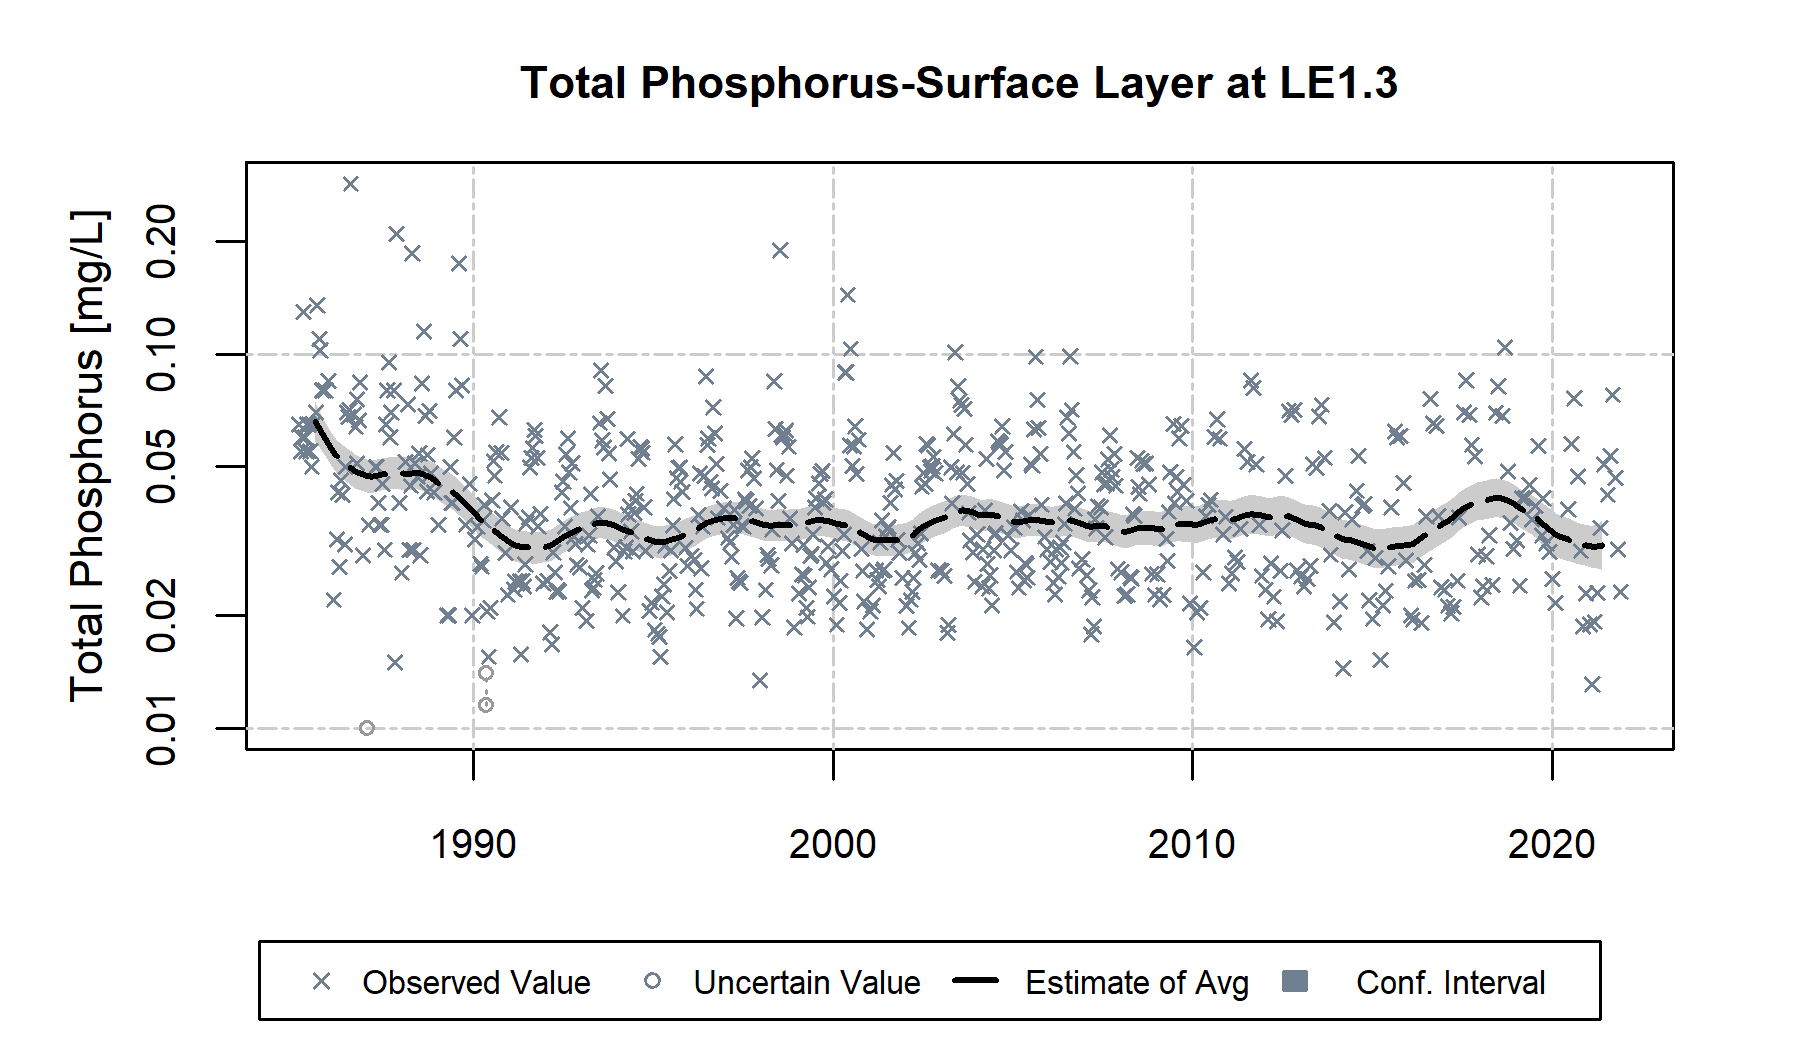 Total Phosphorus-Surface Layer at LE1.3
Total Phosphorus [mg/L]
0.20
0.10
0.05
0.02
0.01
1990 2000 2010 2020
Observed Value Uncertain Value Estimate of Avg Conf. Interval